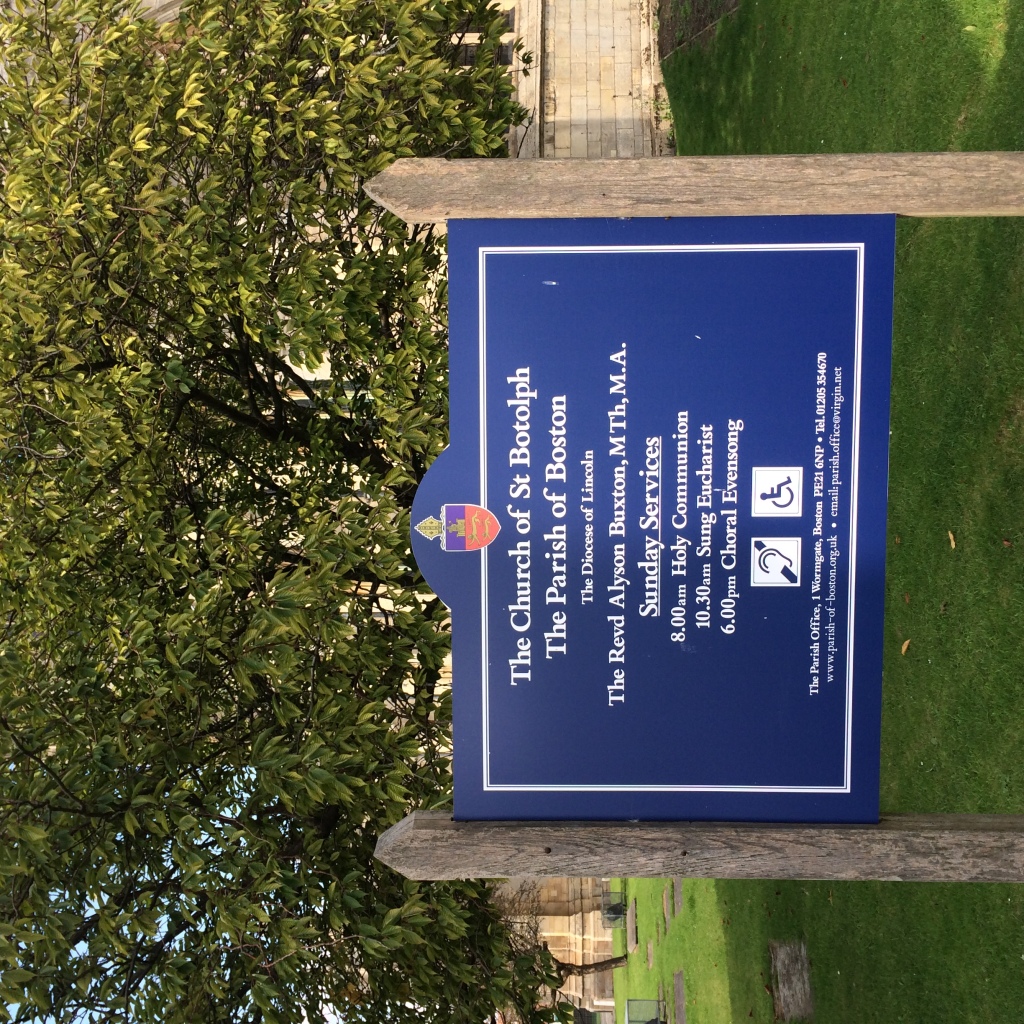 The Church of St Botolph
The Parish of Boston
The Diocese of Lincoln
The Revd Alyson Buxton, M Th, M.A.
Sunday Services
8.00am Holy Communion
10.30am Sung Eucharist
6.00pm Choral Evensong
The Parish Office, 1 Wormgate, Boston PE21 6NP • Tel. 01205 354670
www.parish-of-boston.org.uk • email: parish.office@virgin.net